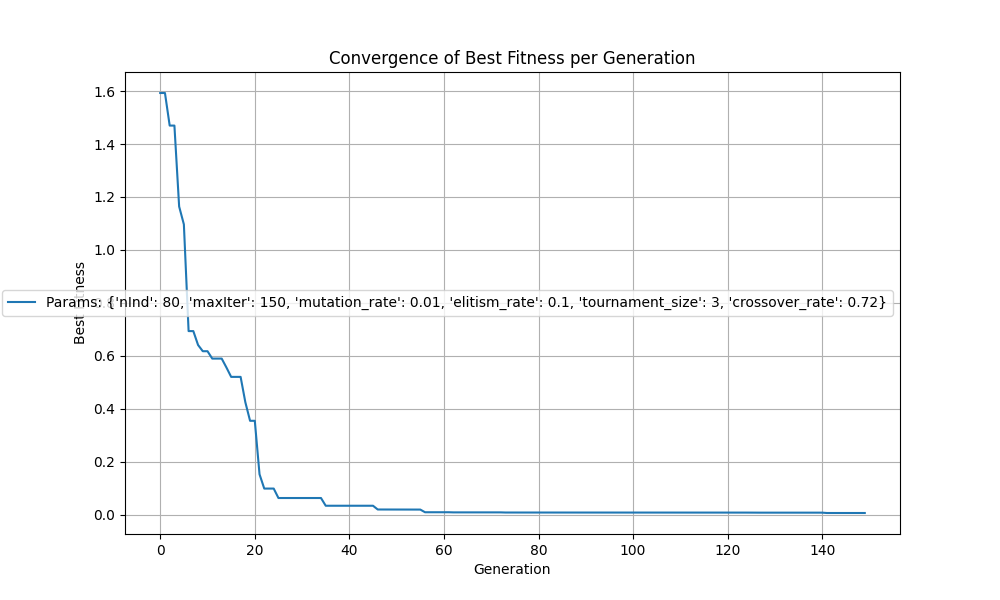 Convergence of Best Fitness per Generation
1.6
1.4
1.2
1.0
Params: {'nInd': 80, 'maxIter': 150, 'mutation_rate': 0.01, 'elitism_rate': 0.1, 'tournament_size': 3, 'crossover_rate': 0.72}
0.6
0.4
0.2
0.0
Best Fitness
0 20 40 60 80 100 120 140
Generation